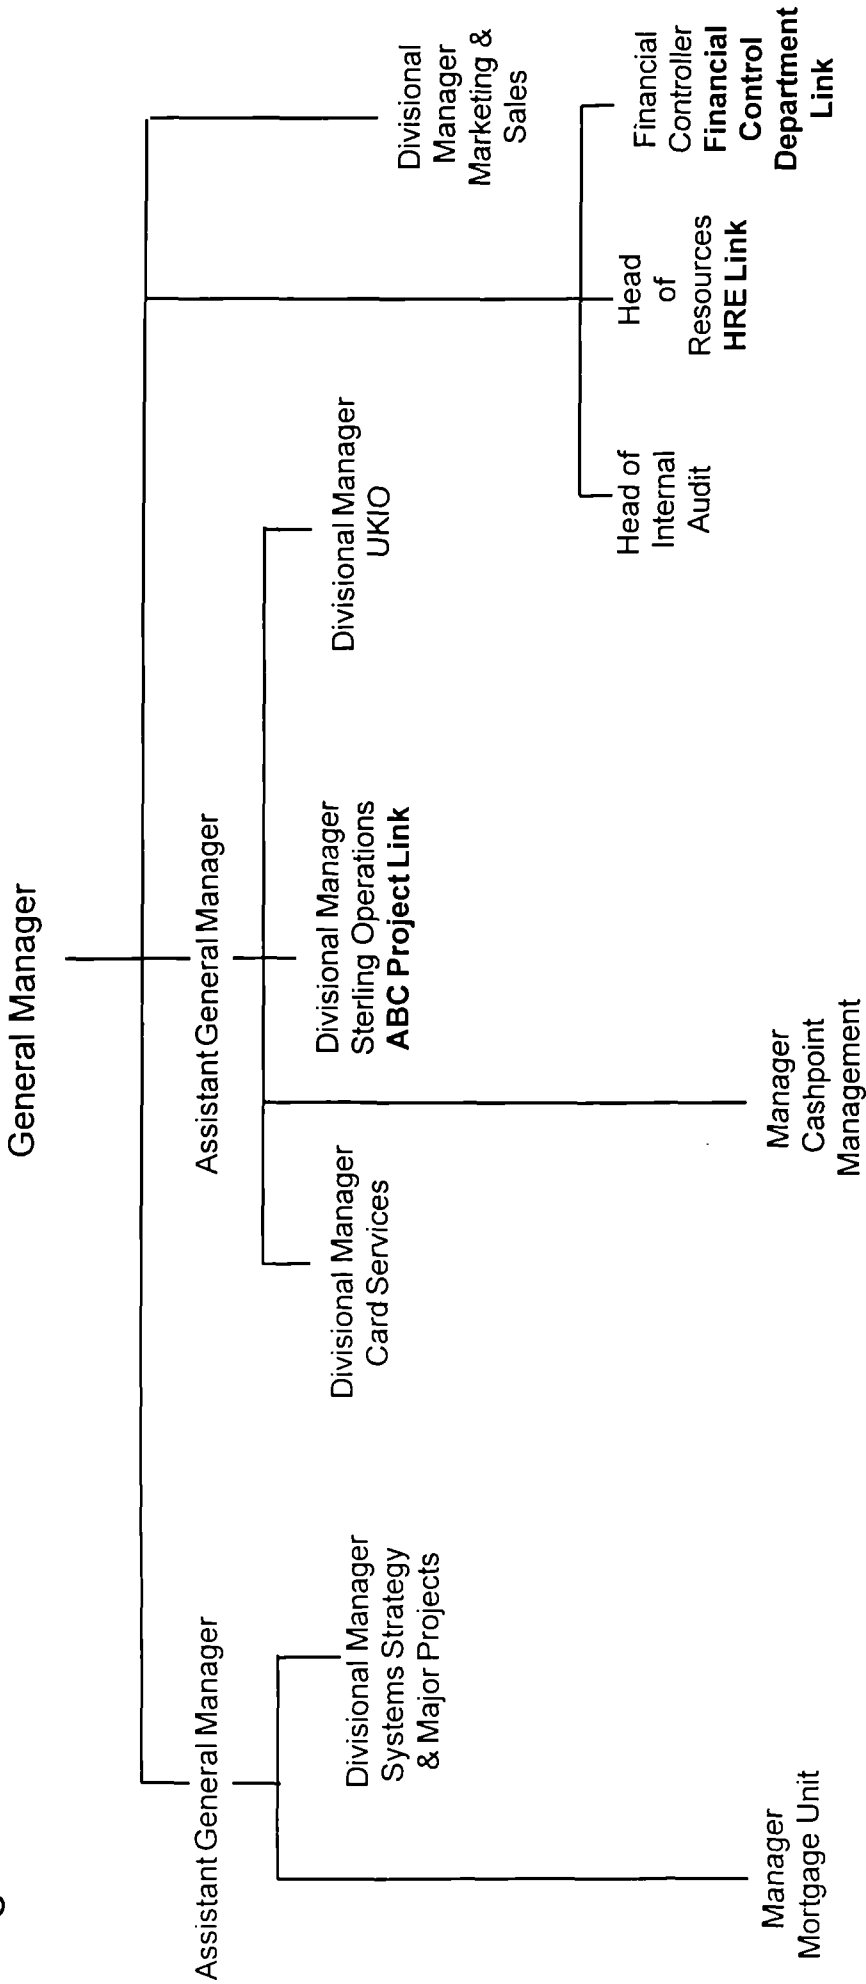 General Manager
Assistant General Manager
Assistant General Manager
Divisional
Manager
Marketing &
Sales
Divisional Manager
Systems Strategy
& Major Projects
Divisional Manager
Card Services
Divisional Manager
Sterling Operations
ABC Project Link
Divisional Manager
UKIO
Head of
Internal
Audit
Head
of
Resources
HRE Link
Financial
Controller
Financial
Control
Department
Link
Manager
Mortgage Unit
Manager
Cashpoint
Management